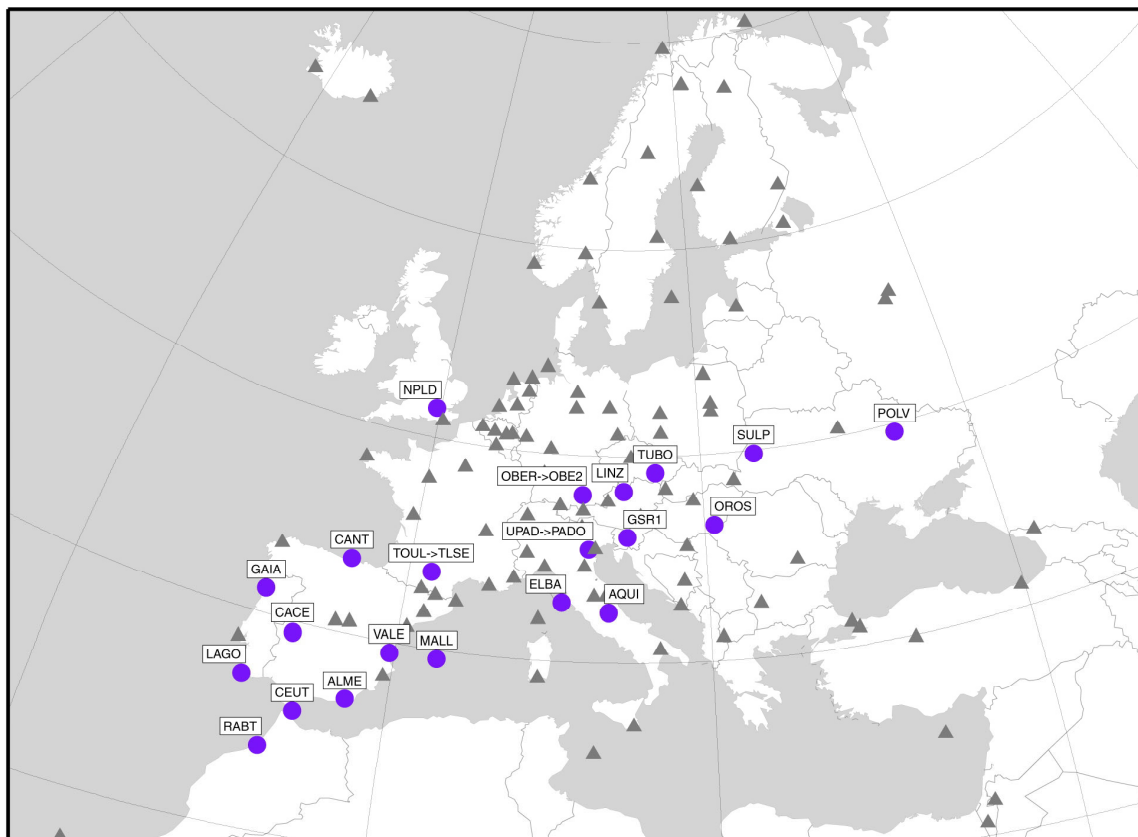 NPLD
POLV
SULP
TUBO
OBER->OBE2
LINZ
OROS
GSR1
UPAD->PADO
CANT
TOUL->TLSE
GAIA
ELBA
AQUI
CACE
VALE
MALL
LAGO
ALME
CEUT
RABT